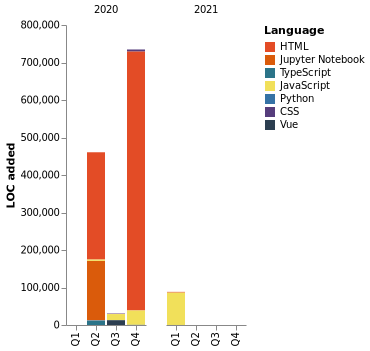 2020 2021
Language
HTML
Jupyter Notebook
TypeScript
JavaScript
Python
CSS
Vue
LOC added
800,000
700,000
600,000
500,000
400,000
300,000
200,000
100,000
0
Q1 Q2 Q3 Q4 Q1 Q2 Q3 Q4